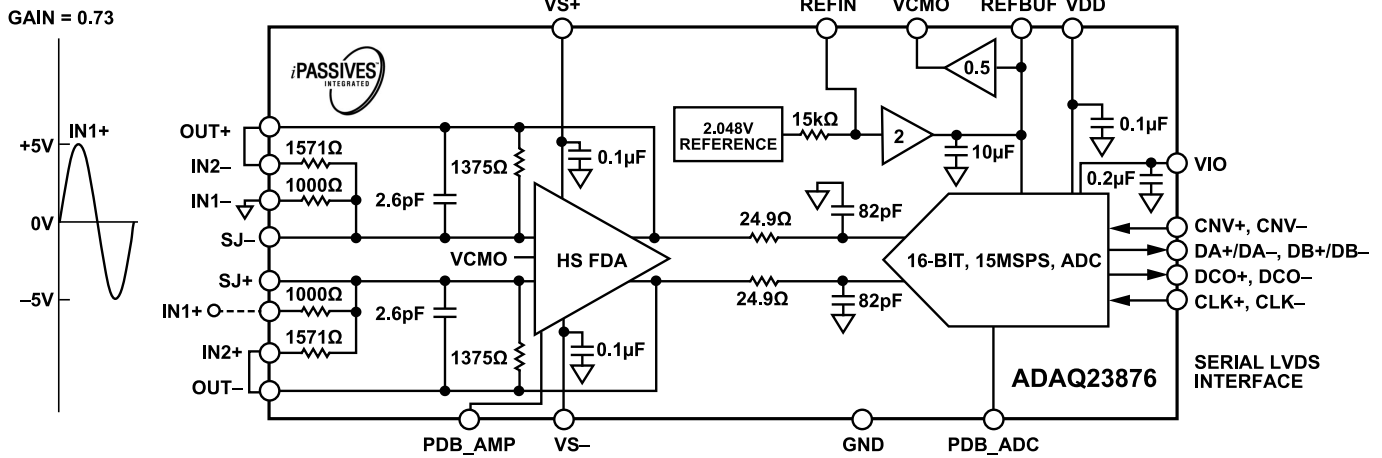 GAIN = 0.73
VS+
REFIN
VCMO
REFBUF
VDD
iPASSIVES
INTEGRATED
0.5
IN1+
+5V
0V
–5V
OUT+
IN2–
IN1–
SJ–
SJ+
IN1+
IN2+
OUT–
1571Ω
1000Ω
2.6pF
1375Ω
0.1µF
2.048V
REFERENCE
15kΩ
2
10µF
0.1µF
0.2µF
VIO
VCMO
HS FDA
24.9Ω
82pF
24.9Ω
82pF
16-BIT, 15MSPS, ADC
CNV+, CNV–
DA+/DA–, DB+/DB–
DCO+, DCO–
CLK+, CLK–
1000Ω
1571Ω
2.6pF
1375Ω
0.1µF
ADAQ23876
SERIAL LVDS
INTERFACE
PDB_AMP
VS–
GND
PDB_ADC